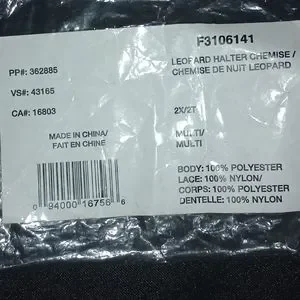 F3106141
PP#: 362885
LEOPARD HALTER CHEMISE /
CHEMISE DE NUIT LEOPARD
VS#: 43165
CA#: 16803
2X/2T
MADE IN CHINA/
FAIT EN CHINE
MULTI/
MULTI
BODY: 100% POLYESTER
LACE: 100% NYLON/
CORPS: 100% POLYESTER
DENTELLE: 100% NYLON
0 94000 16756 6